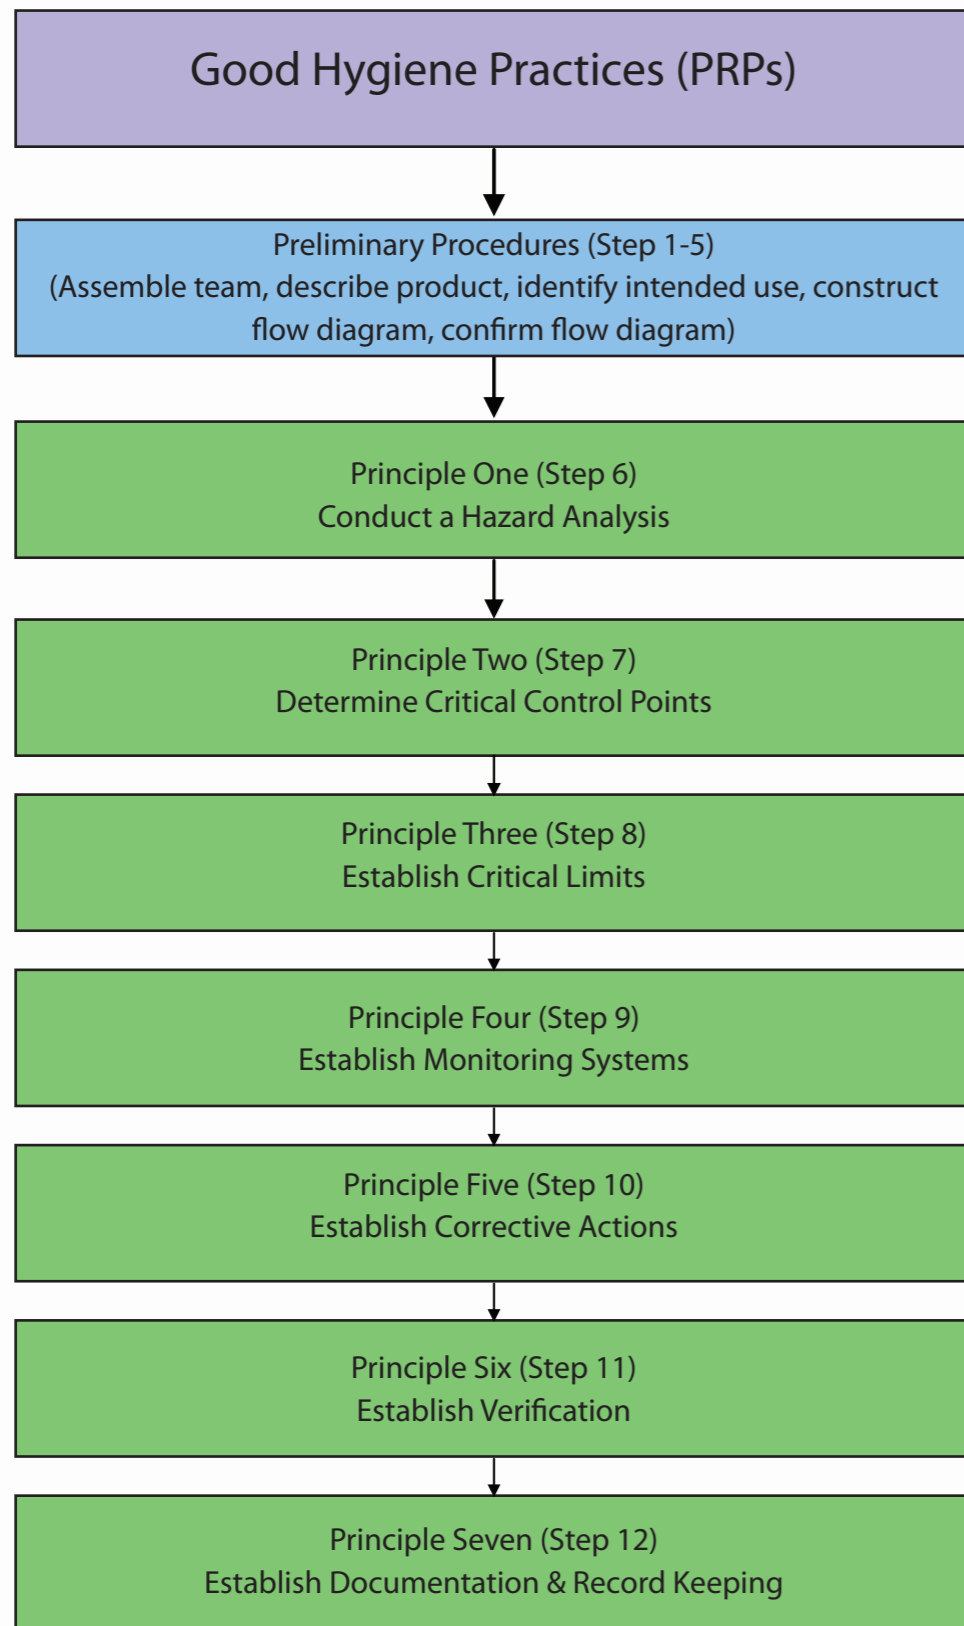 Good Hygiene Practices (PRPs)
Preliminary Procedures (Step 1-5)
(Assemble team, describe product, identify intended use, construct
flow diagram, confirm flow diagram)
Principle One (Step 6)
Conduct a Hazard Analysis
Principle Two (Step 7)
Determine Critical Control Points
Principle Three (Step 8)
Establish Critical Limits
Principle Four (Step 9)
Establish Monitoring Systems
Principle Five (Step 10)
Establish Corrective Actions
Principle Six (Step 11)
Establish Verification
Principle Seven (Step 12)
Establish Documentation & Record Keeping